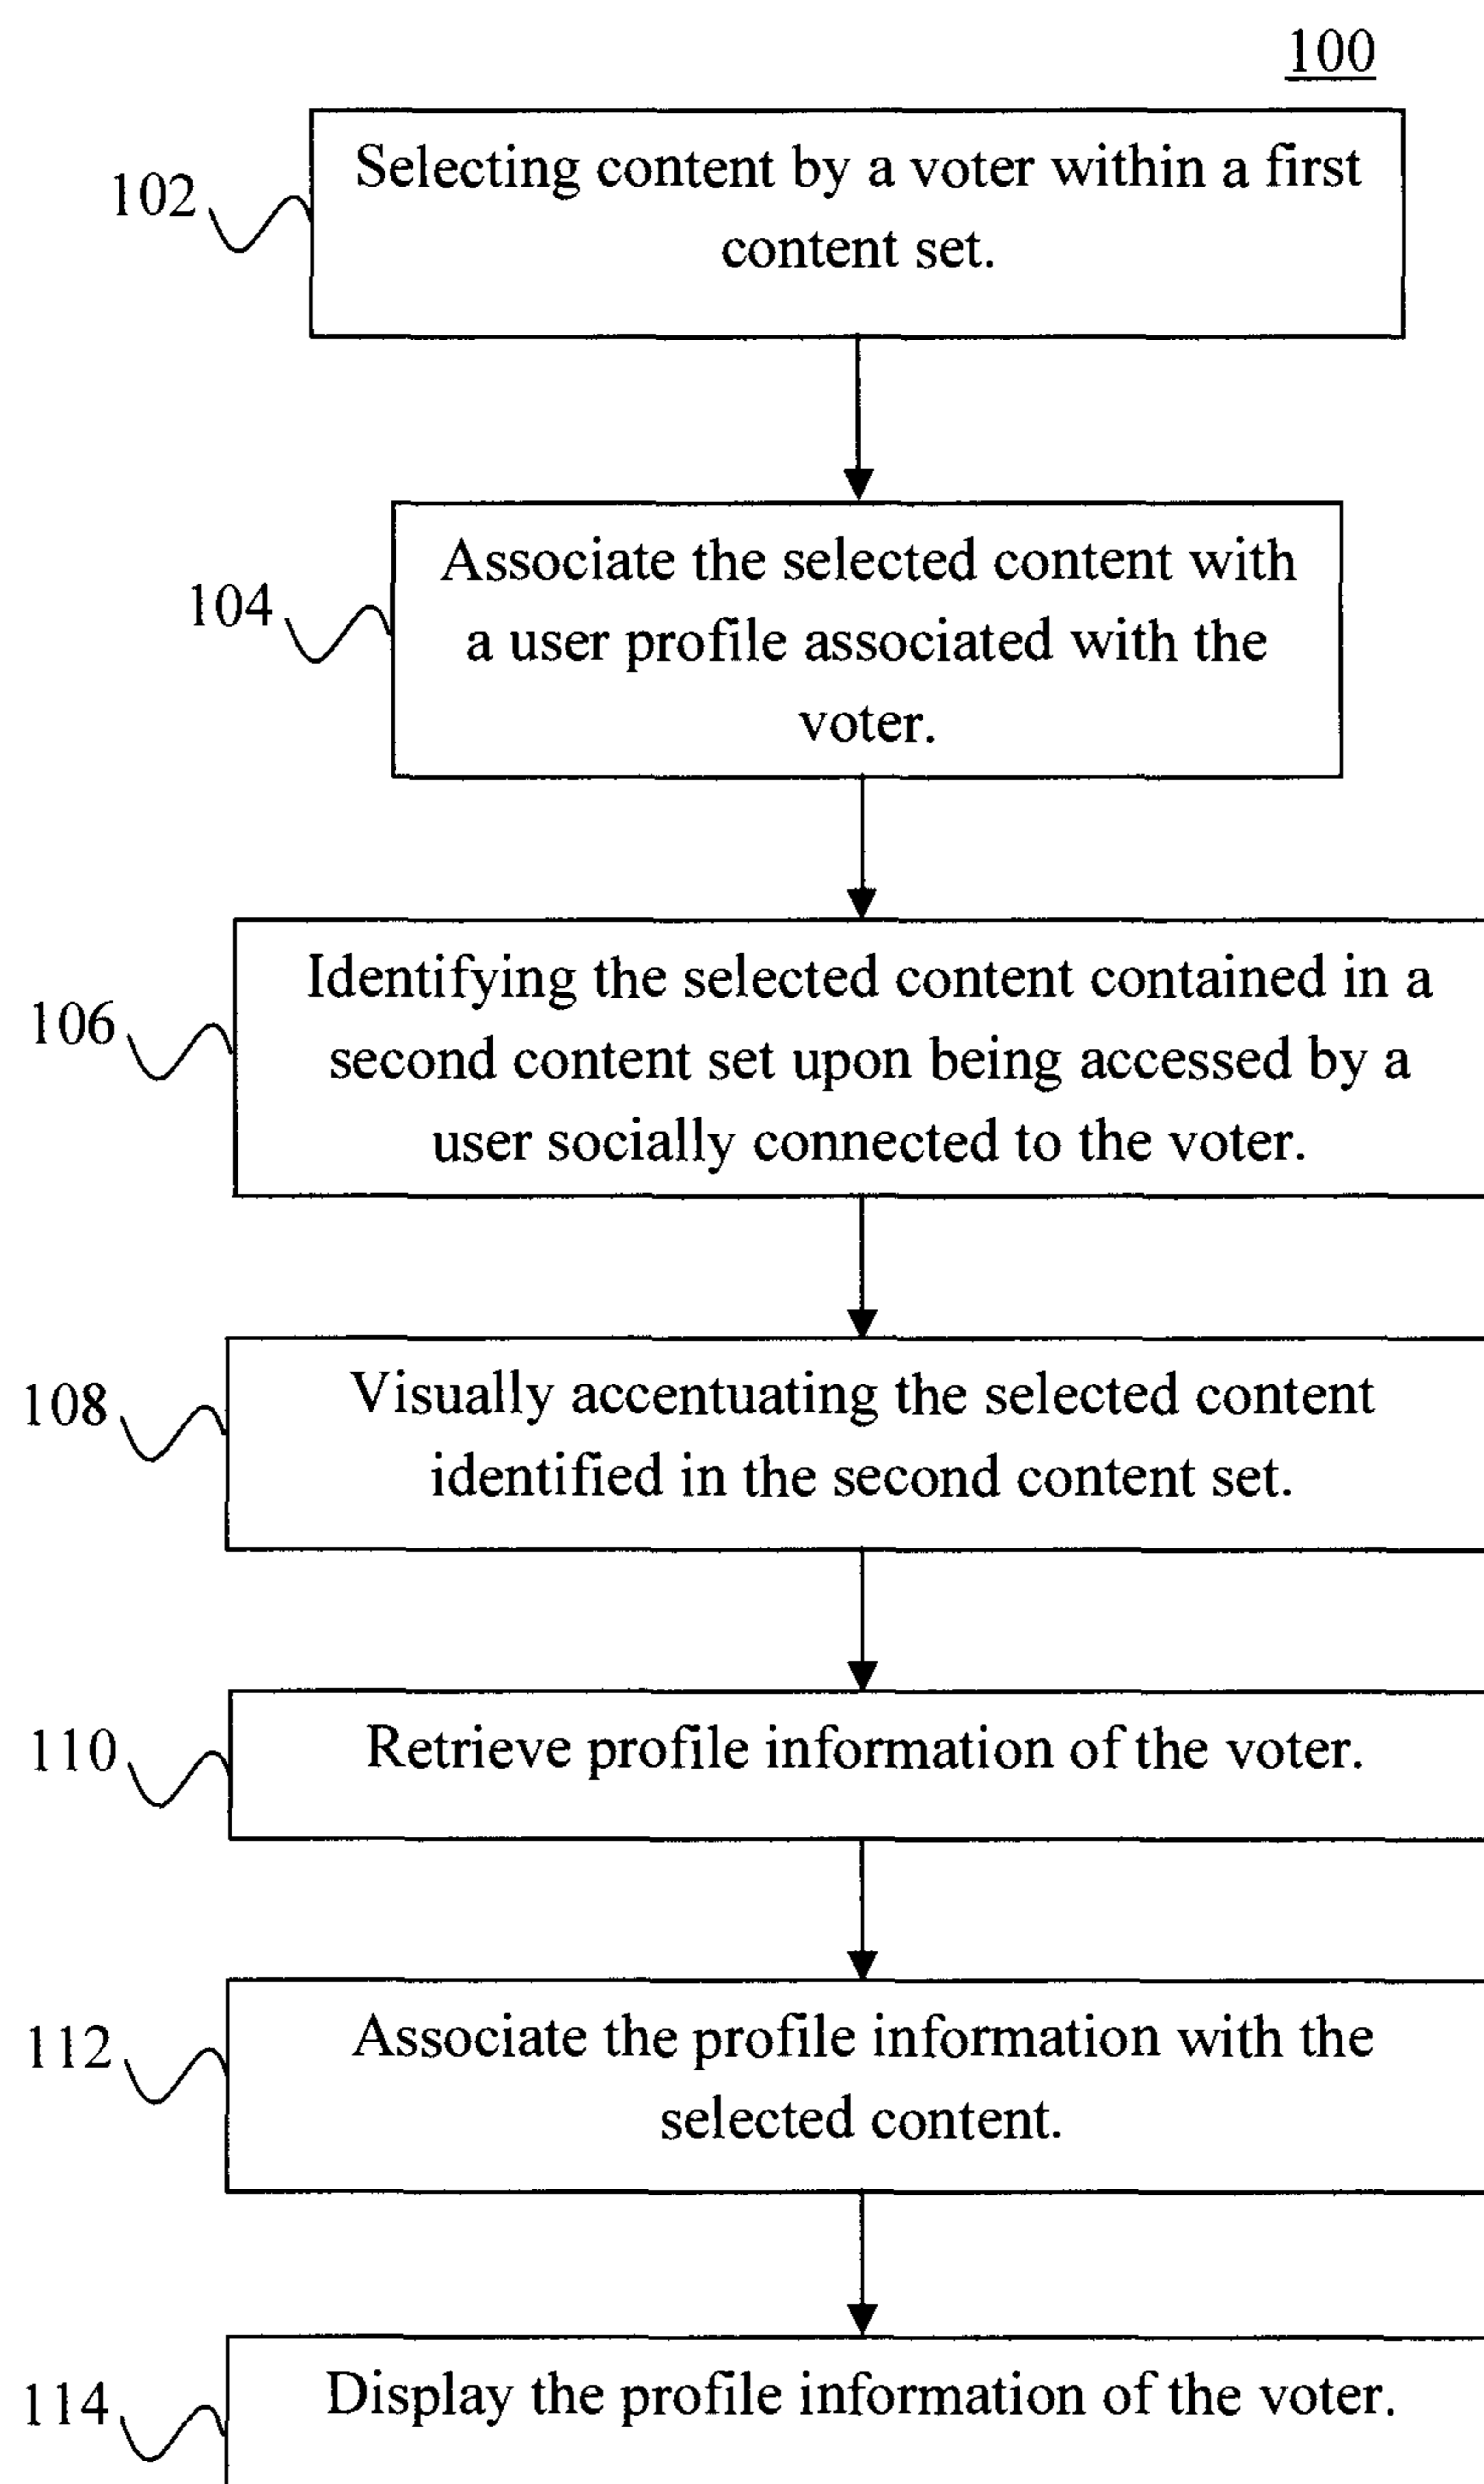 100
102
Selecting content by a voter within a first
content set.
104
Associate the selected content with
a user profile associated with the
voter.
106
Identifying the selected content contained in a
second content set upon being accessed by a
user socially connected to the voter.
108
Visually accentuating the selected content
identified in the second content set.
110
Retrieve profile information of the voter.
112
Associate the profile information with the
selected content.
114
Display the profile information of the voter.